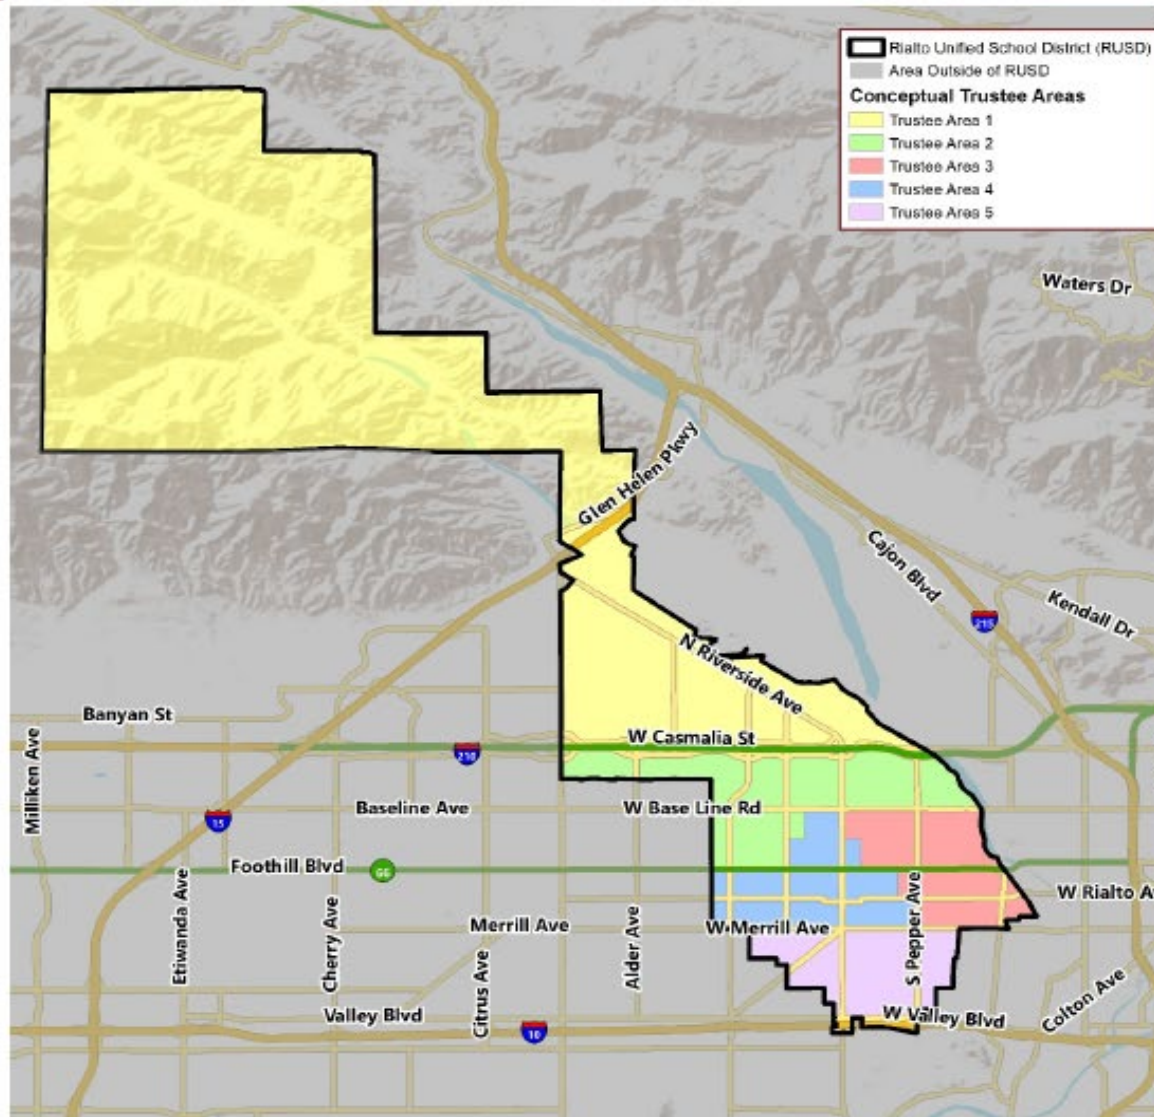 Rialto Unified School District (RUSD)
Area Outside of RUSD
Conceptual Trustee Areas
Trustee Area 1
Trustee Area 2
Trustee Area 3
Trustee Area 4
Trustee Area 5
Waters Dr
Glen Helen Pkwy
Cajon Blvd
Kendall Dr
215
N Riverside Ave
Banyan St
W Casmalia St
Milliken Ave
210
Baseline Ave
W Base Line Rd
15
Foothill Blvd
66
Etiwanda Ave
Cherry Ave
Merrill Ave
Citrus Ave
Alder Ave
W Merrill Ave
S Pepper Ave
W Rialto A
Valley Blvd
10
W Valley Blvd
Colton Ave